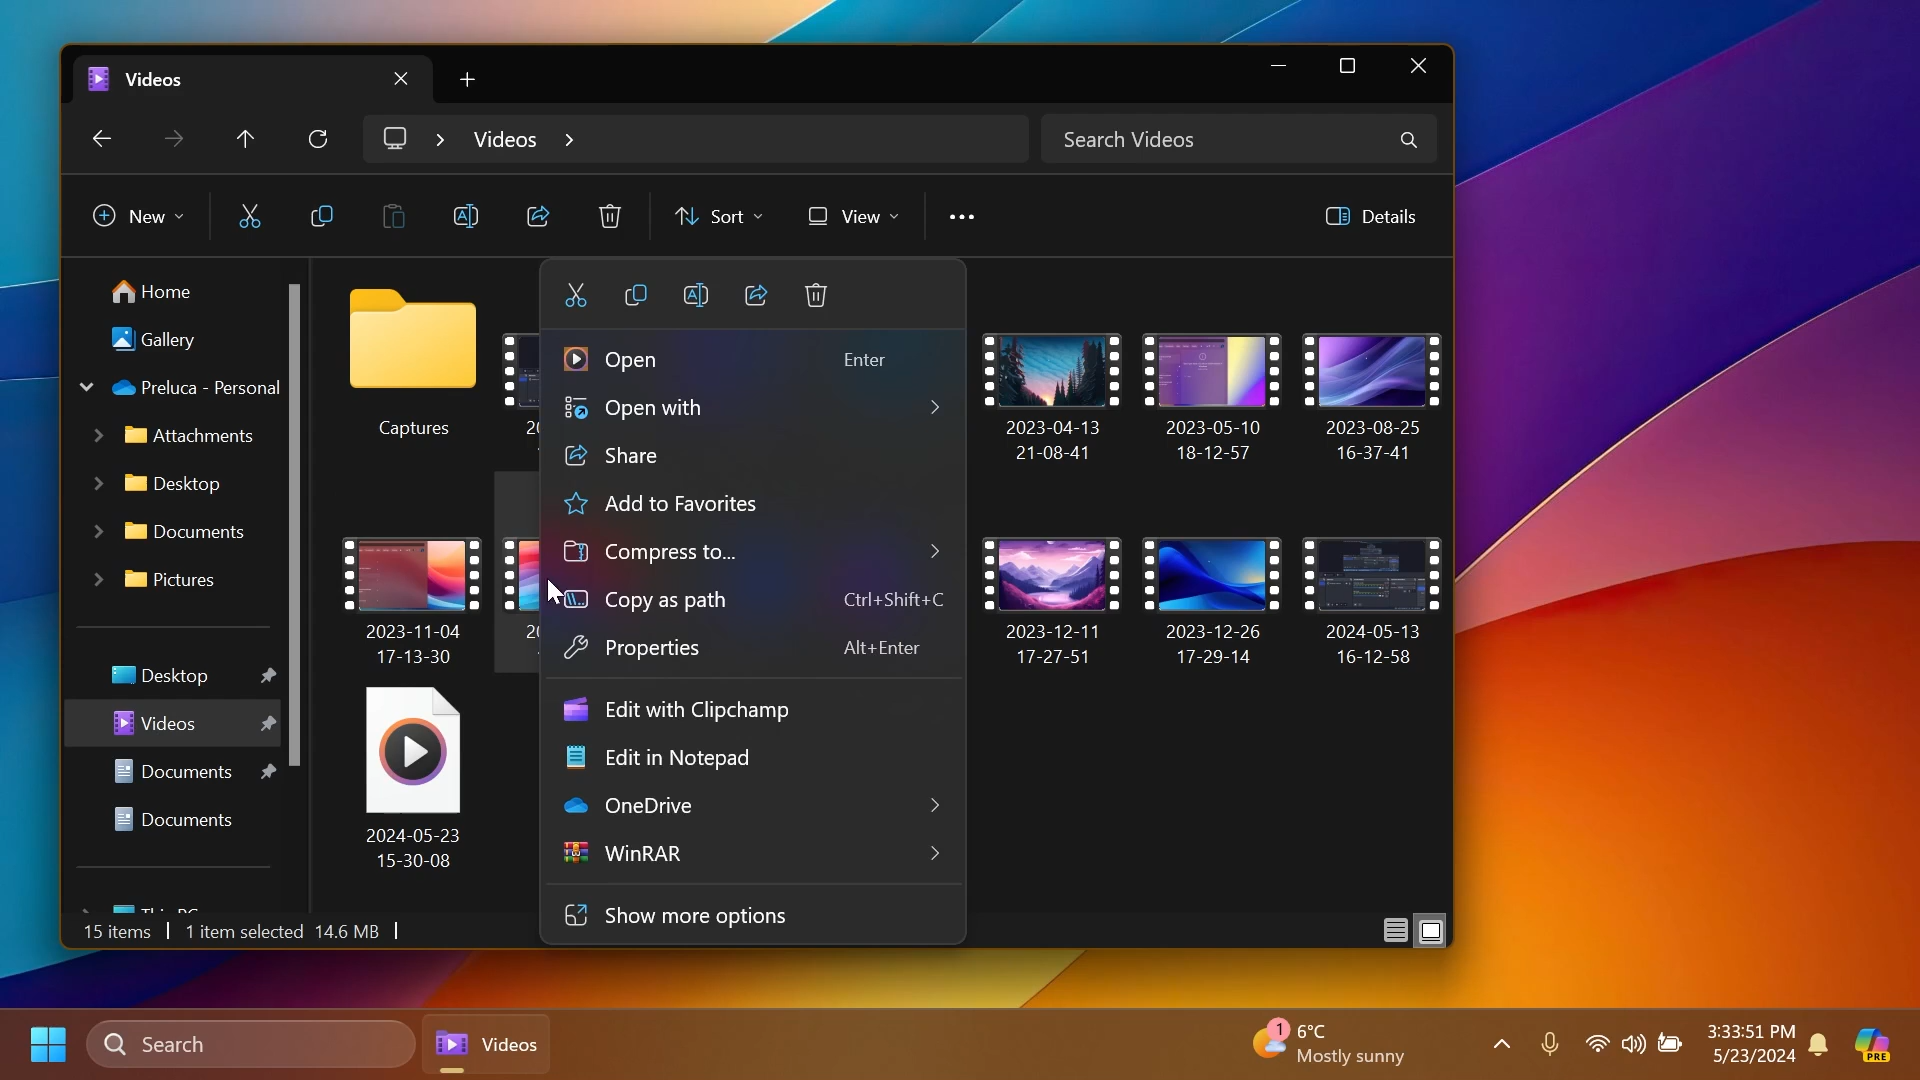 Videos
Videos
Search Videos
New
Sort
View
Details
Home
Gallery
Preluca - Personal
Attachments
Desktop
Documents
Pictures
Desktop
Videos
Documents
Documents
Captures
2023-04-13
21-08-41
2023-05-10
18-12-57
2023-08-25
16-37-41
2023-11-04
17-13-30
2023-12-11
17-27-51
2023-12-26
17-29-14
2024-05-13
16-12-58
2024-05-23
15-30-08
Open Enter
Open with
Share
Add to Favorites
Compress to...
Copy as path Ctrl+Shift+C
Properties Alt+Enter
Edit with Clipchamp
Edit in Notepad
OneDrive
WinRAR
Show more options
15 items 1 item selected 14.6 MB
Search
Videos
1
6°C
Mostly sunny
3:33:51 PM
5/23/2024
PRE